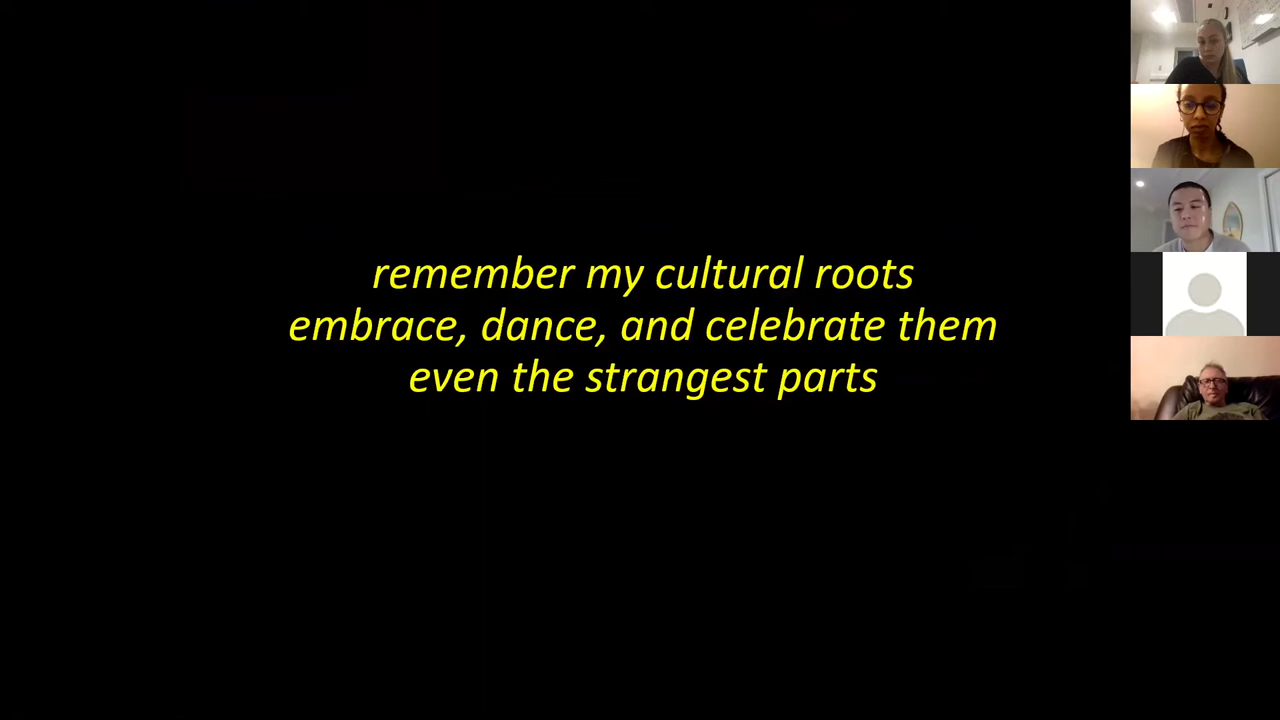 remember my cultural roots
embrace, dance, and celebrate them
even the strangest parts